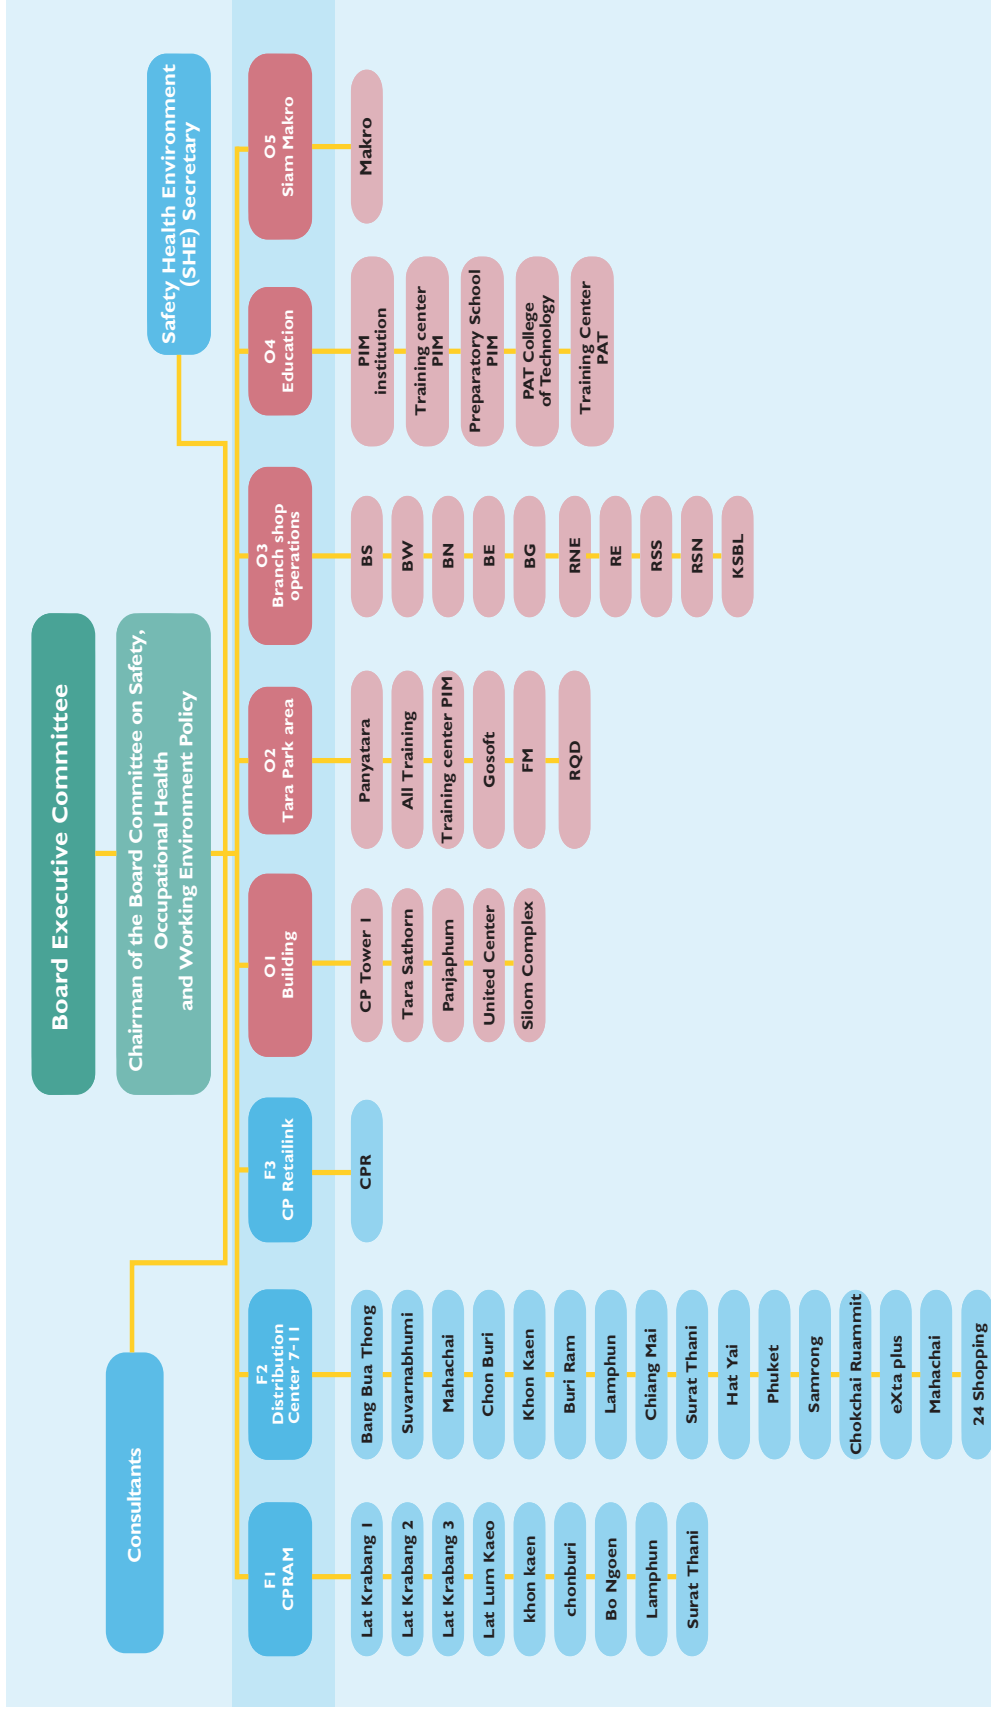 Board Executive Committee
Chairman of the Board Committee on Safety,
Occupational Health
and Working Environment Policy
Consultants
Safety Health Environment
(SHE) Secretary
F1
CPRAM
Lat Krabang 1
Lat Krabang 2
Lat Krabang 3
Lat Lum Kaeo
khon kaen
chonburi
Bo Ngoen
Lamphun
Surat Thani
F2
Distribution
Center 7-11
Bang Bua Thong
Suvarnabhumi
Mahachai
Chon Buri
Khon Kaen
Buri Ram
Lamphun
Chiang Mai
Surat Thani
Hat Yai
Phuket
Samrong
Chokchai Ruammit
eXta plus
Mahachai
24 Shopping
F3
CP Retailink
CPR
O1
Building
CP Tower 1
Tara Sathorn
Panjaphum
United Center
Silom Complex
O2
Tara Park area
Panyatara
All Training
Training center PIM
Gosoft
FM
RQD
O3
Branch shop
operations
BS
BW
BN
BE
BG
RNE
RE
RSS
RSN
KSBL
O4
Education
PIM
institution
Training center
PIM
Preparatory School
PIM
PAT College
of Technology
Training Center
PAT
O5
Siam Makro
Makro